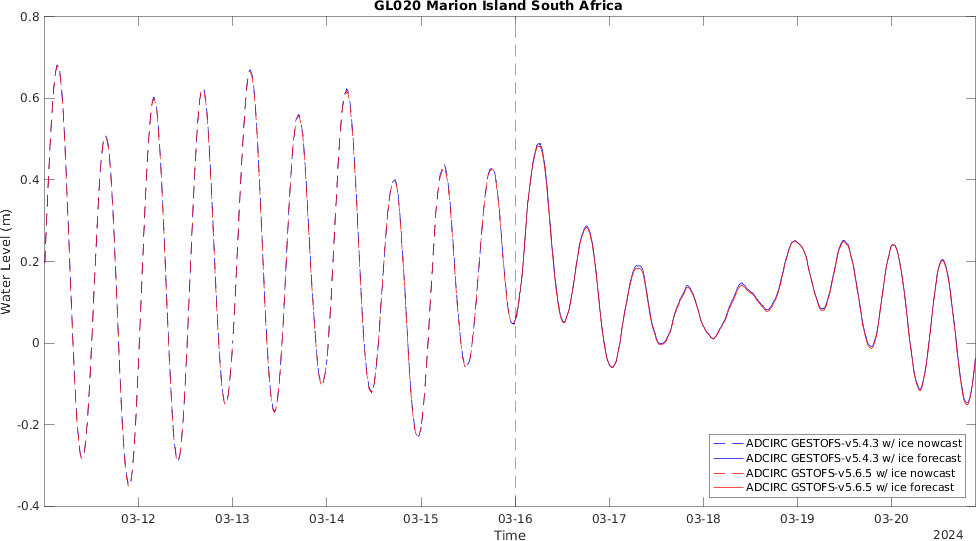 GL020 Marion Island South Africa
0.8
0.6
0.4
0.2
0
-0.2
-0.4
Water Level (m)
ADCIRC GESTOFS-v5.4.3 w/ ice nowcast
ADCIRC GESTOFS-v5.4.3 w/ ice forecast
ADCIRC GSTOFS-v5.6.5 w/ ice nowcast
ADCIRC GSTOFS-v5.6.5 w/ ice forecast
03-12 03-13 03-14 03-15 03-16 03-17 03-18 03-19 03-20
Time
2024